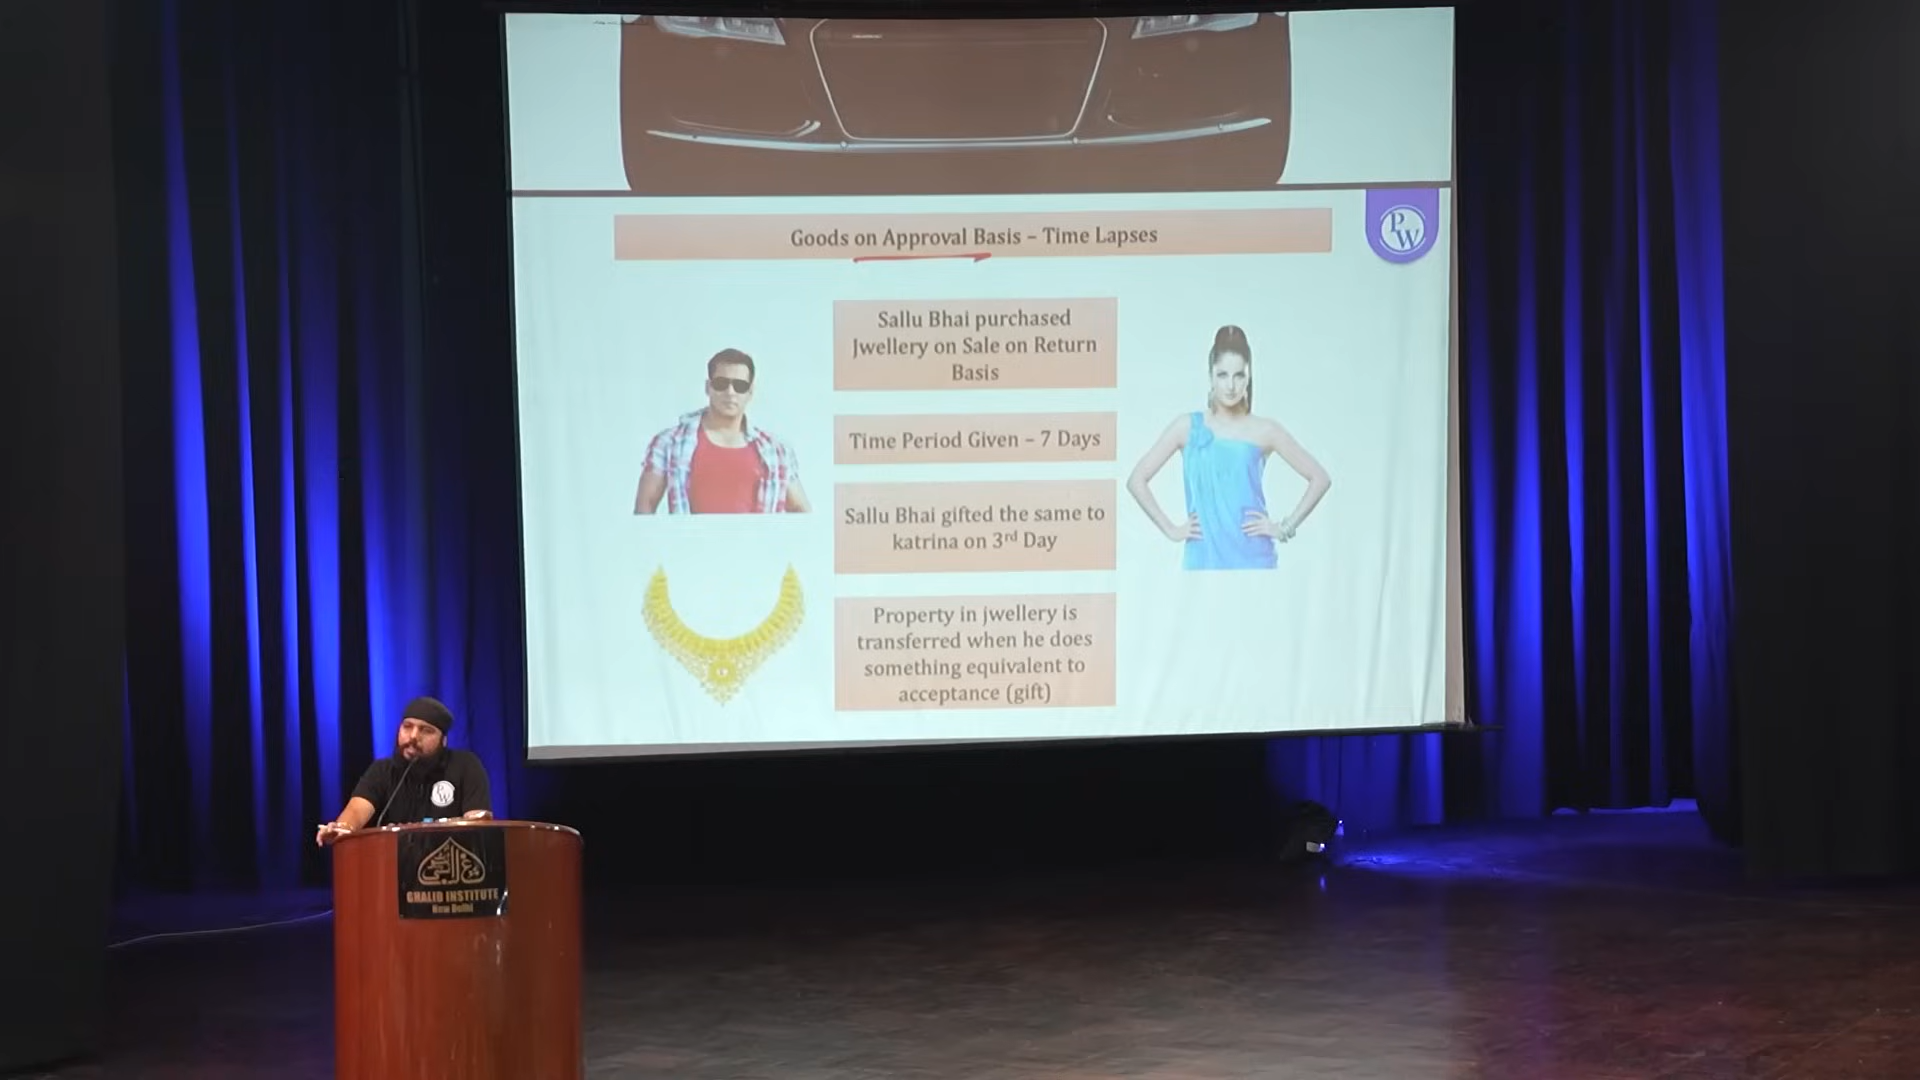 Goods on Approval Basis – Time Lapses
PW
Sallu Bhai purchased
Jwellery on Sale on Return
Basis
Time Period Given – 7 Days
Sallu Bhai gifted the same to
katrina on 3rd Day
Property in jwellery is
transferred when he does
something equivalent to
acceptance (gift)
PW
GHALIB INSTITUTE
New Delhi